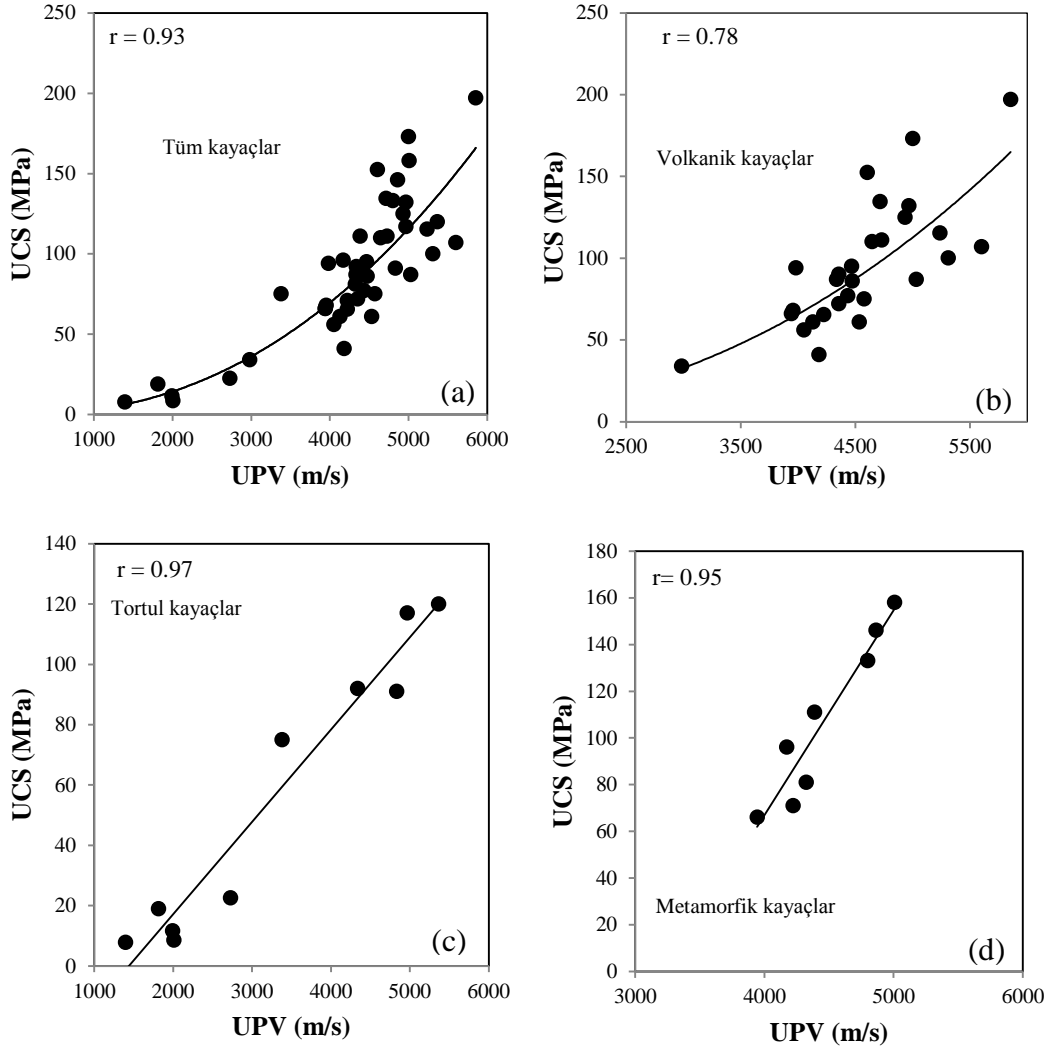 250
200
150
100
50
0
UCS (MPa)
r = 0.93
Tüm kayaçlar
(a)
1000 2000 3000 4000 5000 6000
UPV (m/s)
250
200
150
100
50
0
UCS (MPa)
r = 0.78
Volkanik kayaçlar
(b)
2500 3500 4500 5500
UPV (m/s)
140
120
100
80
60
40
20
0
UCS (MPa)
r = 0.97
Tortul kayaçlar
(c)
1000 2000 3000 4000 5000 6000
UPV (m/s)
180
160
140
120
100
80
60
40
20
0
UCS (MPa)
r= 0.95
Metamorfik kayaçlar
(d)
3000 4000 5000 6000
UPV (m/s)